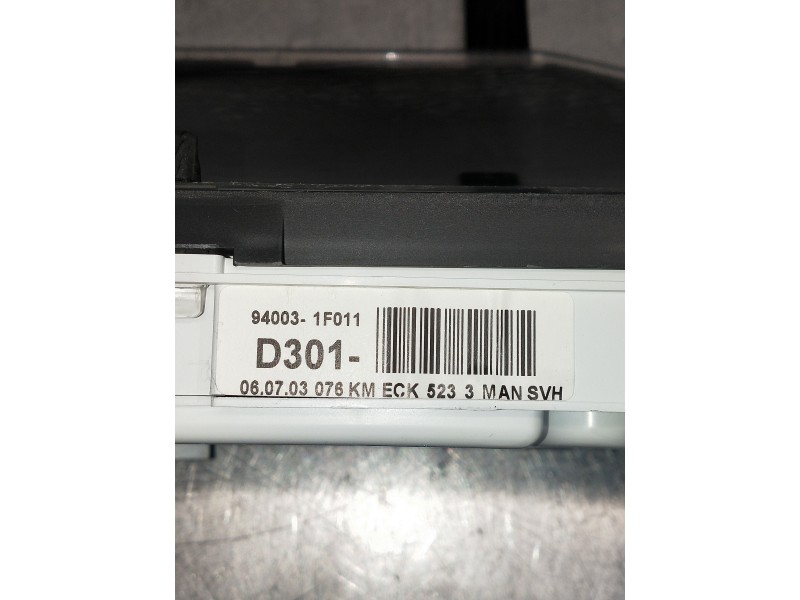 94003- 1F011
D301-
06.07.03 076 KM ECK 523 3 MAN SVH